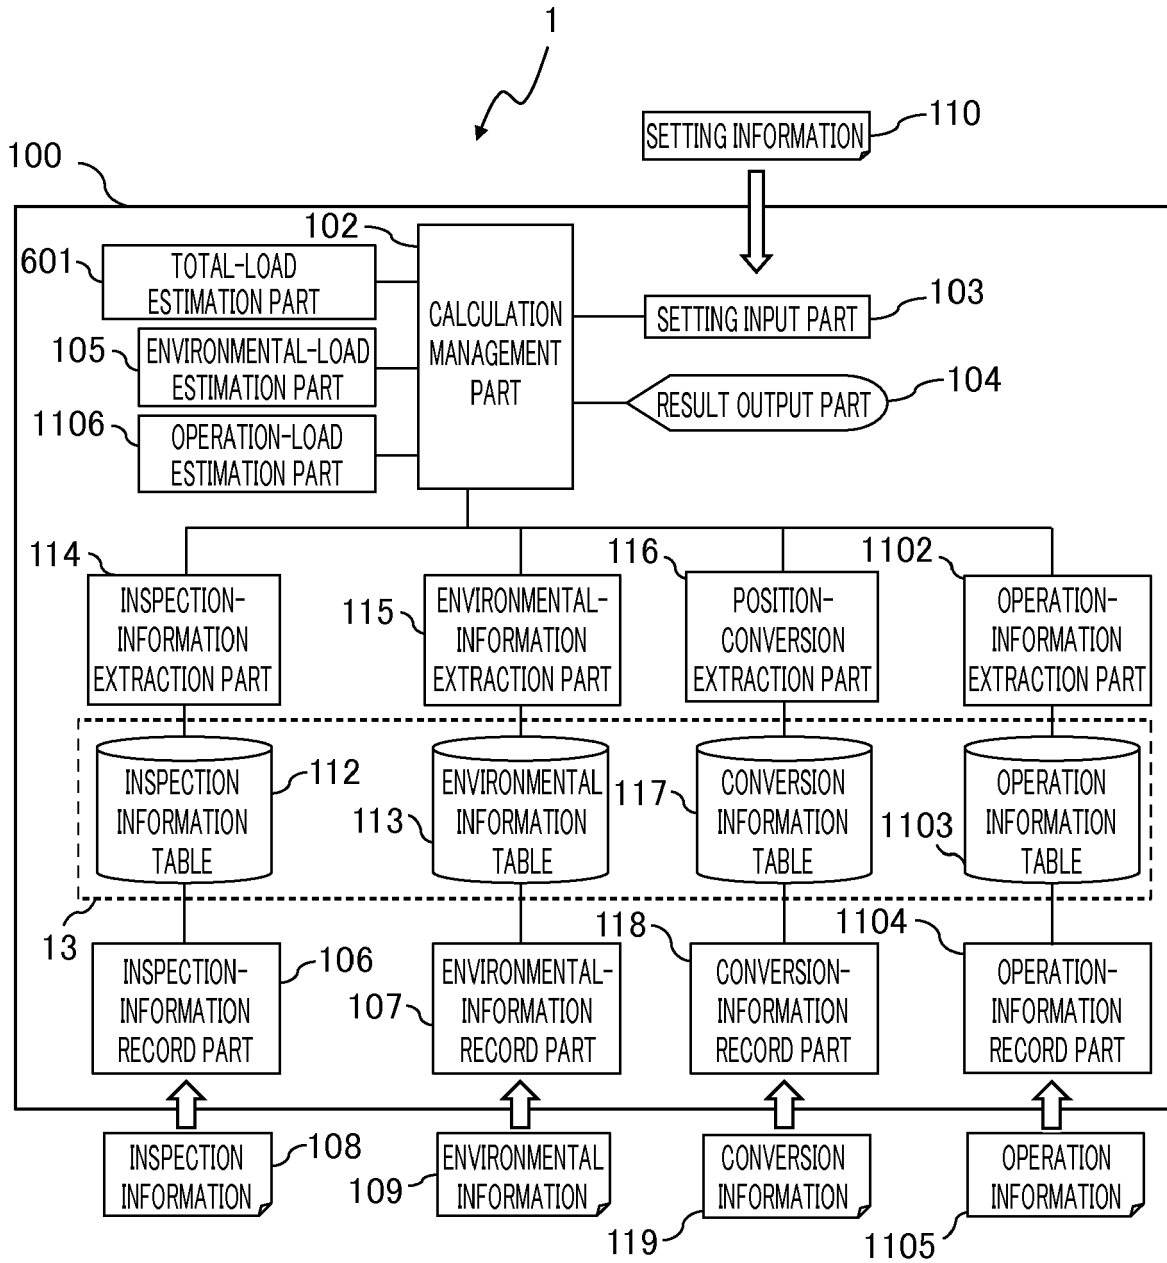 1
110
SETTING INFORMATION
100
102
601
TOTAL-LOAD
ESTIMATION PART
103
CALCULATION
MANAGEMENT
PART
SETTING INPUT PART
105
ENVIRONMENTAL-LOAD
ESTIMATION PART
104
RESULT OUTPUT PART
1106
OPERATION-LOAD
ESTIMATION PART
114
INSPECTION-
INFORMATION
EXTRACTION PART
115
ENVIRONMENTAL-
INFORMATION
EXTRACTION PART
116
POSITION-
CONVERSION
EXTRACTION PART
1102
OPERATION-
INFORMATION
EXTRACTION PART
112
INSPECTION
INFORMATION
TABLE
113
ENVIRONMENTAL
INFORMATION
TABLE
117
CONVERSION
INFORMATION
TABLE
1103
OPERATION
INFORMATION
TABLE
13
106
INSPECTION-
INFORMATION
RECORD PART
107
ENVIRONMENTAL-
INFORMATION
RECORD PART
118
CONVERSION-
INFORMATION
RECORD PART
1104
OPERATION-
INFORMATION
RECORD PART
108
INSPECTION
INFORMATION
109
ENVIRONMENTAL
INFORMATION
119
CONVERSION
INFORMATION
1105
OPERATION
INFORMATION